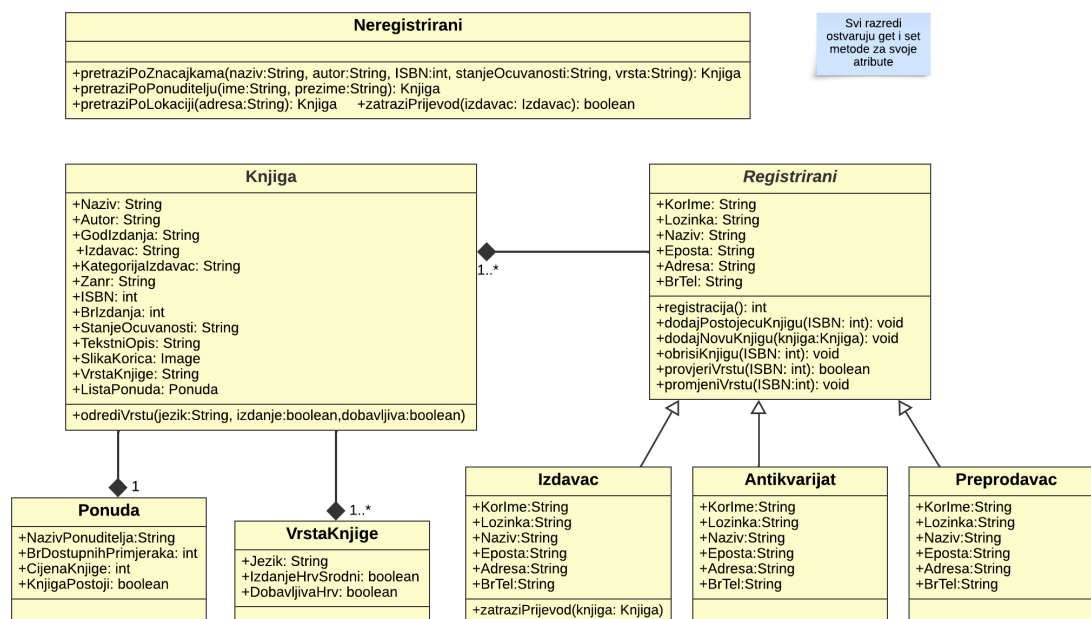 Neregistrirani
+pretraziPoZnacajkama(naziv:String, autor:String, ISBN:int, stanjeOcuvanosti:String, vrsta:String): Knjiga
+pretraziPoPonuditelju(ime:String, prezime:String): Knjiga
+pretraziPoLokaciji(adresa:String): Knjiga +zatraziPrijevod(izdavac: Izdavac): boolean
Svi razredi
ostvaruju get i set
metode za svoje
atribute
Knjiga
+Naziv: String
+Autor: String
+GodIzdanja: String
+Izdavac: String
+KategorijaIzdavac: String
+Zanr: String
+ISBN: int
+BrIzdanja: int
+StanjeOcuvanosti: String
+TekstniOpis: String
+SlikaKorica: Image
+VrstaKnjige: String
+ListaPonuda: Ponuda
+odrediVrstu(jezik:String, izdanje:boolean,dobavljiva:boolean)
1..*
Registrirani
+KorIme: String
+Lozinka: String
+Naziv: String
+Eposta: String
+Adresa: String
+BrTel: String
+registracija(): int
+dodajPostojecuKnjigu(ISBN: int): void
+dodajNovuKnjigu(knjiga:Knjiga): void
+obrisiKnjigu(ISBN: int): void
+provjeriVrstu(ISBN: int): boolean
+promjeniVrstu(ISBN:int): void
1
Ponuda
+NazivPonuditelja:String
+BrDostupnihPrimjeraka: int
+CijenaKnjige: int
+KnjigaPostoji: boolean
1..*
VrstaKnjige
+Jezik: String
+IzdanjeHrvSrodni: boolean
+DobavljivaHrv: boolean
Izdavac
+KorIme:String
+Lozinka:String
+Naziv:String
+Eposta:String
+Adresa:String
+BrTel:String
+zatraziPrijevod(knjiga: Knjiga)
Antikvarijat
+KorIme:String
+Lozinka:String
+Naziv:String
+Eposta:String
+Adresa:String
+BrTel:String
Preprodavac
+KorIme:String
+Lozinka:String
+Naziv:String
+Eposta:String
+Adresa:String
+BrTel:String